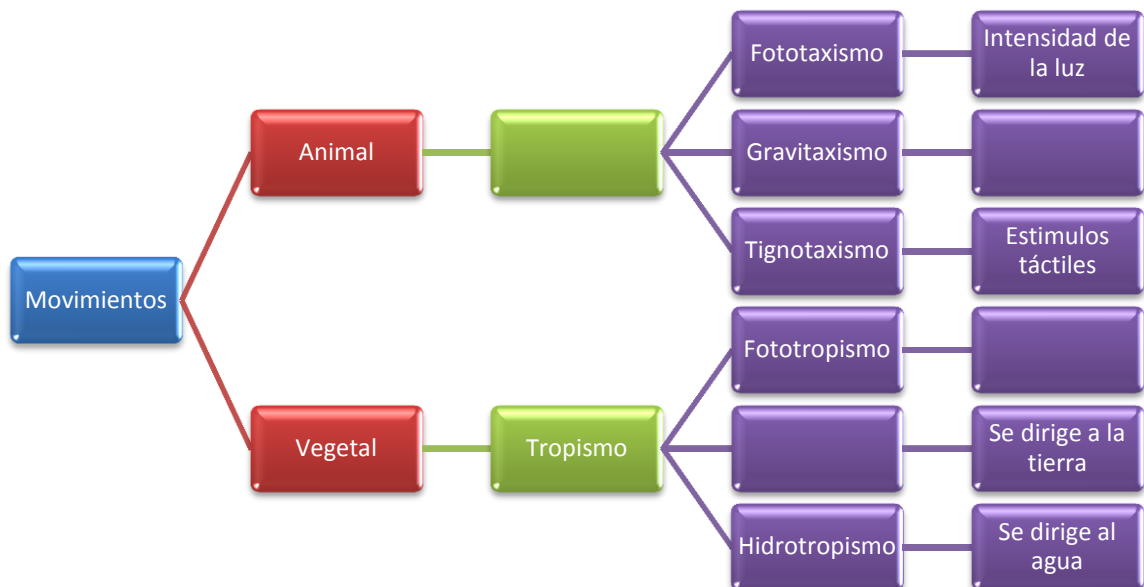 Movimientos
Animal
Fototaxismo
Intensidad de
la luz
Gravitaxismo
Tignotaxismo
Estimulos
táctiles
Vegetal
Tropismo
Fototropismo
Se dirige a la
tierra
Hidrotropismo
Se dirige al
agua